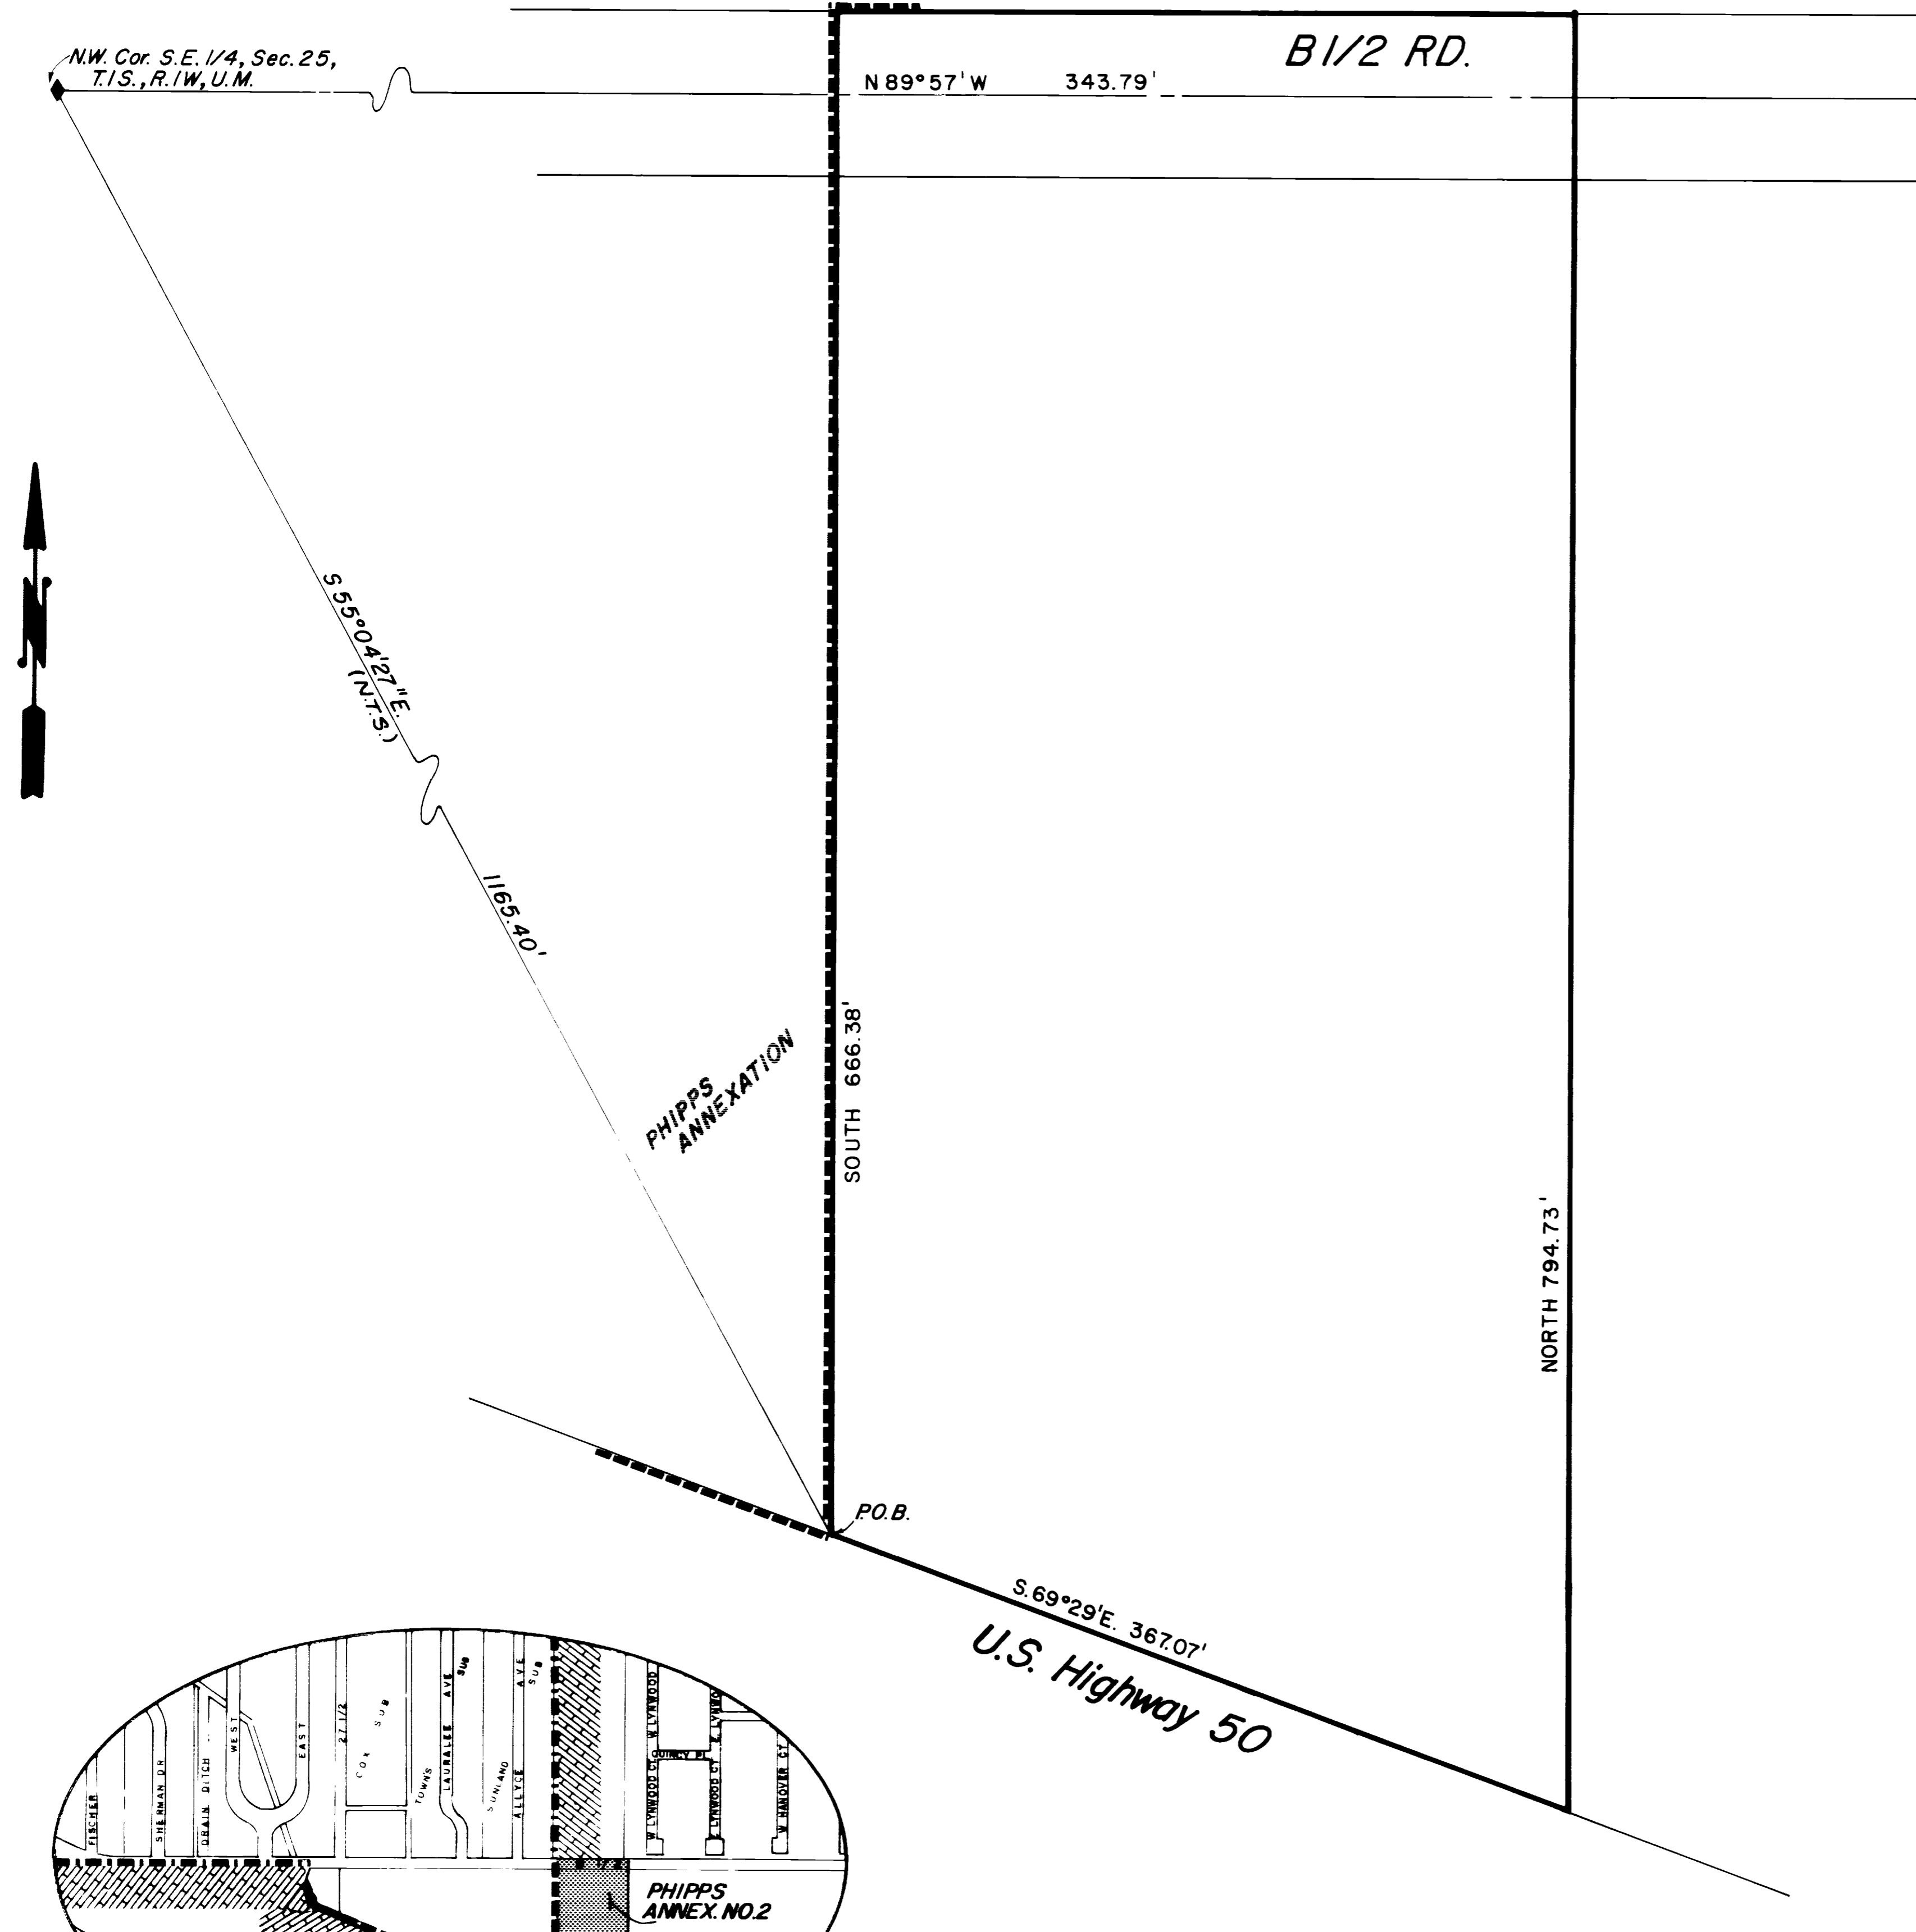 N.W. Cor. S.E. 1/4, Sec. 25,
T.1S., R.1W, U.M.
B 1/2 RD.
N 89°57' W 343.79'
N
S 55°04'27"E.
(N.T.S.)
1165.40'
PHIPPS
ANNEXATION
SOUTH 666.38'
NORTH 794.73'
P.O.B.
S. 69°29'E. 367.07'
U.S. Highway 50
FISCHER
SHERMAN DR
DRAIN DITCH
WEST
EAST
27 1/2
COX SUB
TOWN'S
LAURALEE AVE
SUB
SUNLAND
ALLYCE AVE
SUB
W LYNWOOD
W LYNWOOD CT
QUINCY PL
E LYNWO
E LYNWOOD CT
W HANOVER CT
PHIPPS
ANNEX. NO.2